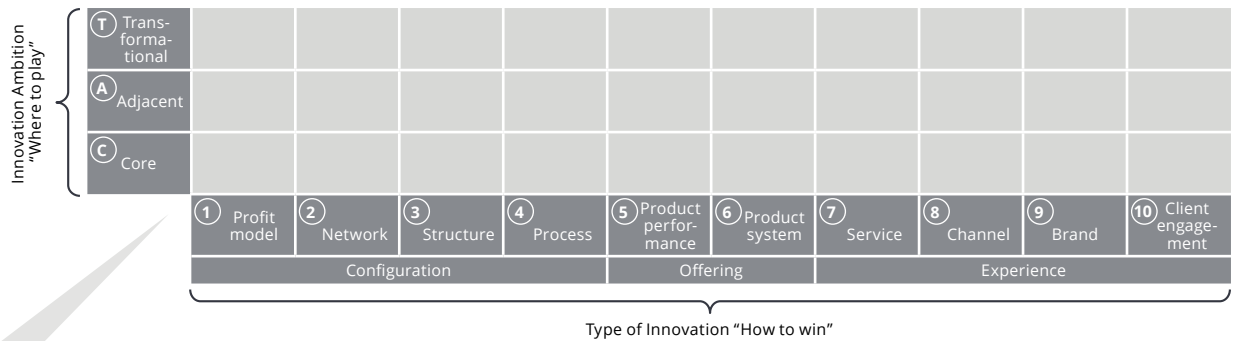 Innovation Ambition
“Where to play”
T Trans-
forma-
tional
A Adjacent
C Core
1 Profit
model
2 Network
3 Structure
4 Process
5 Product
perfor-
mance
6 Product
system
7 Service
8 Channel
9 Brand
10 Client
engage-
ment
Configuration
Offering
Experience
Type of Innovation “How to win”